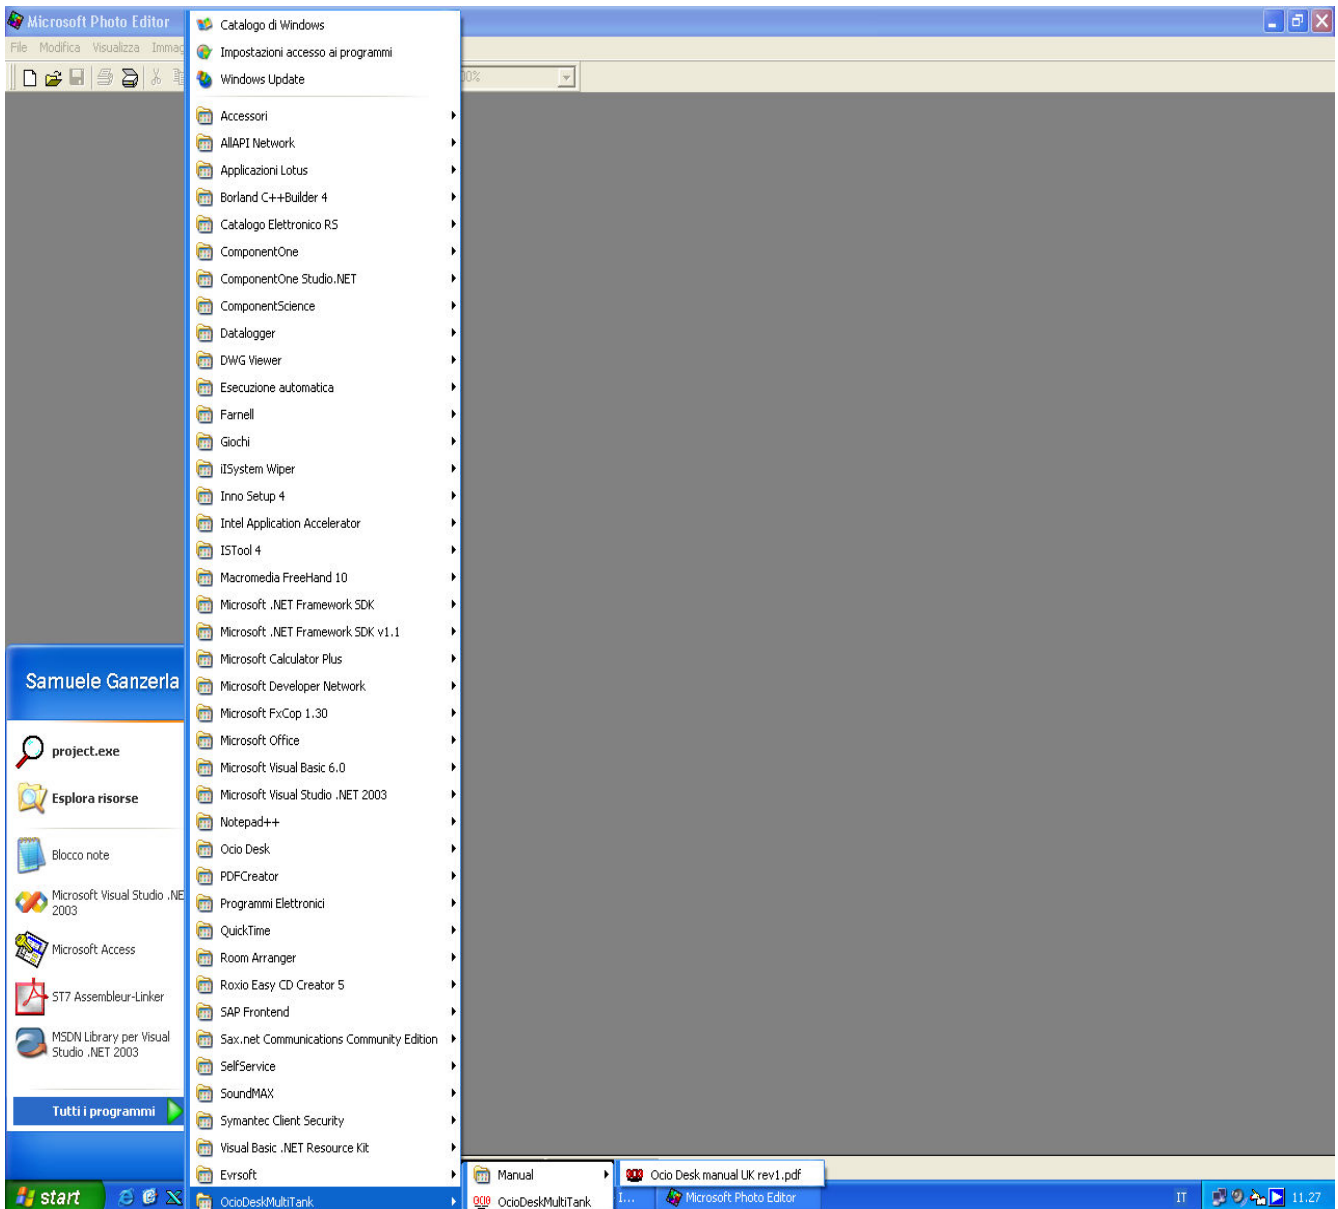 Microsoft Photo Editor
File Modifica Visualizza Immag
00%
Catalogo di Windows
Impostazioni accesso ai programmi
Windows Update
Accessori
AllAPI Network
Applicazioni Lotus
Borland C++Builder 4
Catalogo Elettronico RS
ComponentOne
ComponentOne Studio.NET
ComponentScience
Datalogger
DWG Viewer
Esecuzione automatica
Farnell
Giochi
iISystem Wiper
Inno Setup 4
Intel Application Accelerator
ISTool 4
Macromedia FreeHand 10
Microsoft .NET Framework SDK
Microsoft .NET Framework SDK v1.1
Microsoft Calculator Plus
Microsoft Developer Network
Microsoft FxCop 1.30
Microsoft Office
Microsoft Visual Basic 6.0
Microsoft Visual Studio .NET 2003
Notepad++
Ocio Desk
PDFCreator
Programmi Elettronici
QuickTime
Room Arranger
Roxio Easy CD Creator 5
SAP Frontend
Sax.net Communications Community Edition
SelfService
SoundMAX
Symantec Client Security
Visual Basic .NET Resource Kit
Evrsoft
OcioDeskMultiTank
Manual
OcioDeskMultiTank
Ocio Desk manual UK rev1.pdf
Samuele Ganzerla
project.exe
Esplora risorse
Blocco note
Microsoft Visual Studio .NE
2003
Microsoft Access
ST7 Assembleur-Linker
MSDN Library per Visual
Studio .NET 2003
Tutti i programmi
start
I...
Microsoft Photo Editor
IT
11.27